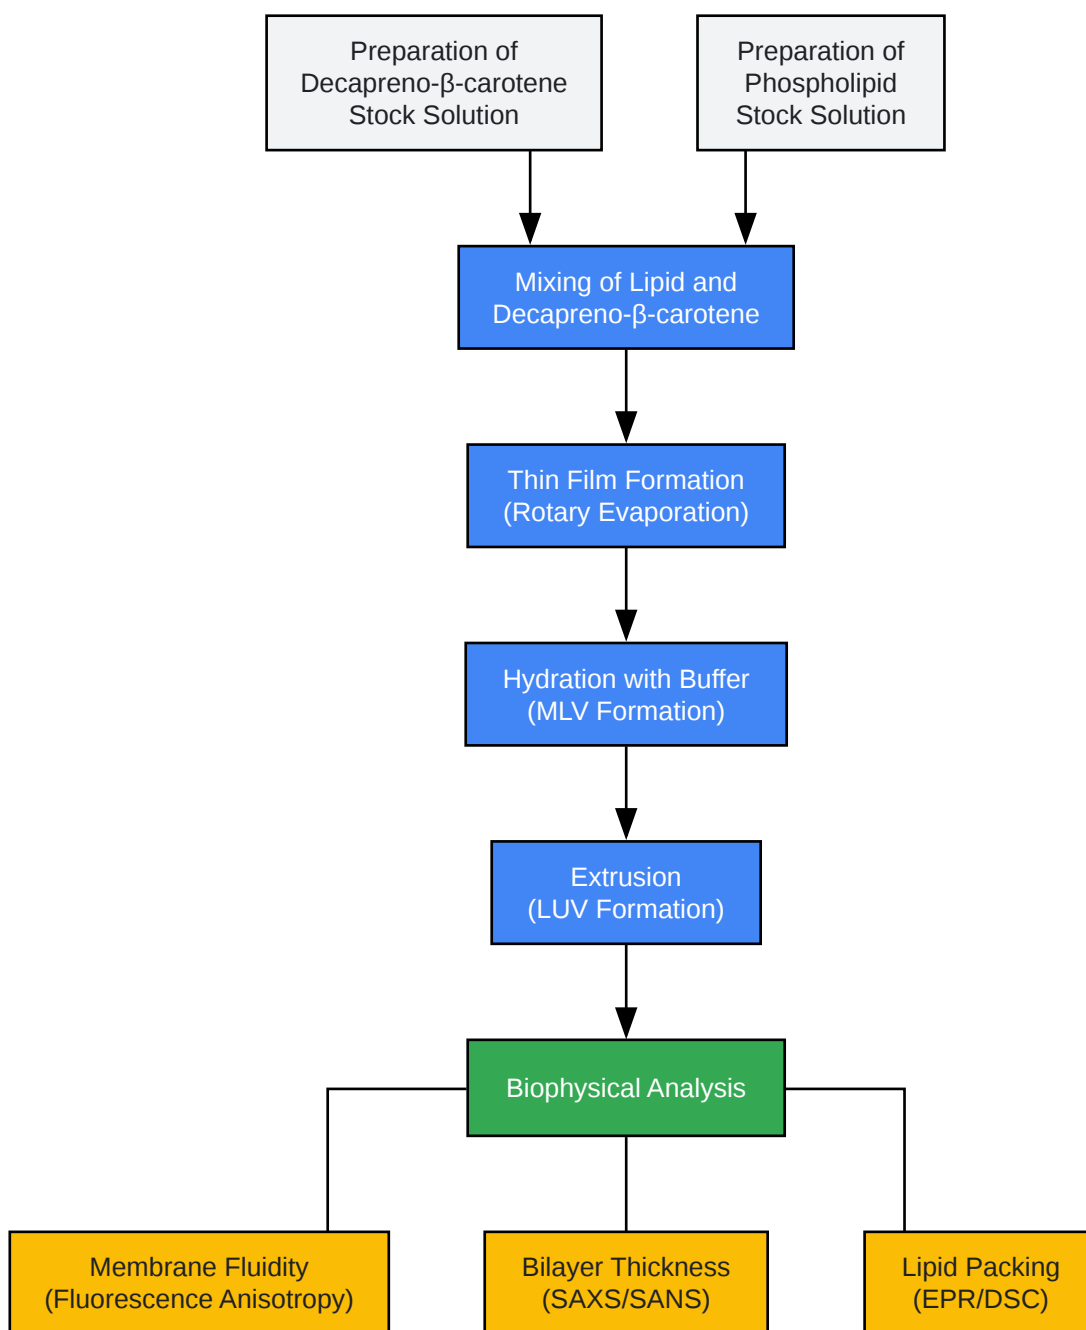 Preparation of
Decapreno-β-carotene
Stock Solution
Preparation of
Phospholipid
Stock Solution
Mixing of Lipid and
Decapreno-β-carotene
Thin Film Formation
(Rotary Evaporation)
Hydration with Buffer
(MLV Formation)
Extrusion
(LUV Formation)
Biophysical Analysis
Membrane Fluidity
(Fluorescence Anisotropy)
Bilayer Thickness
(SAXS/SANS)
Lipid Packing
(EPR/DSC)